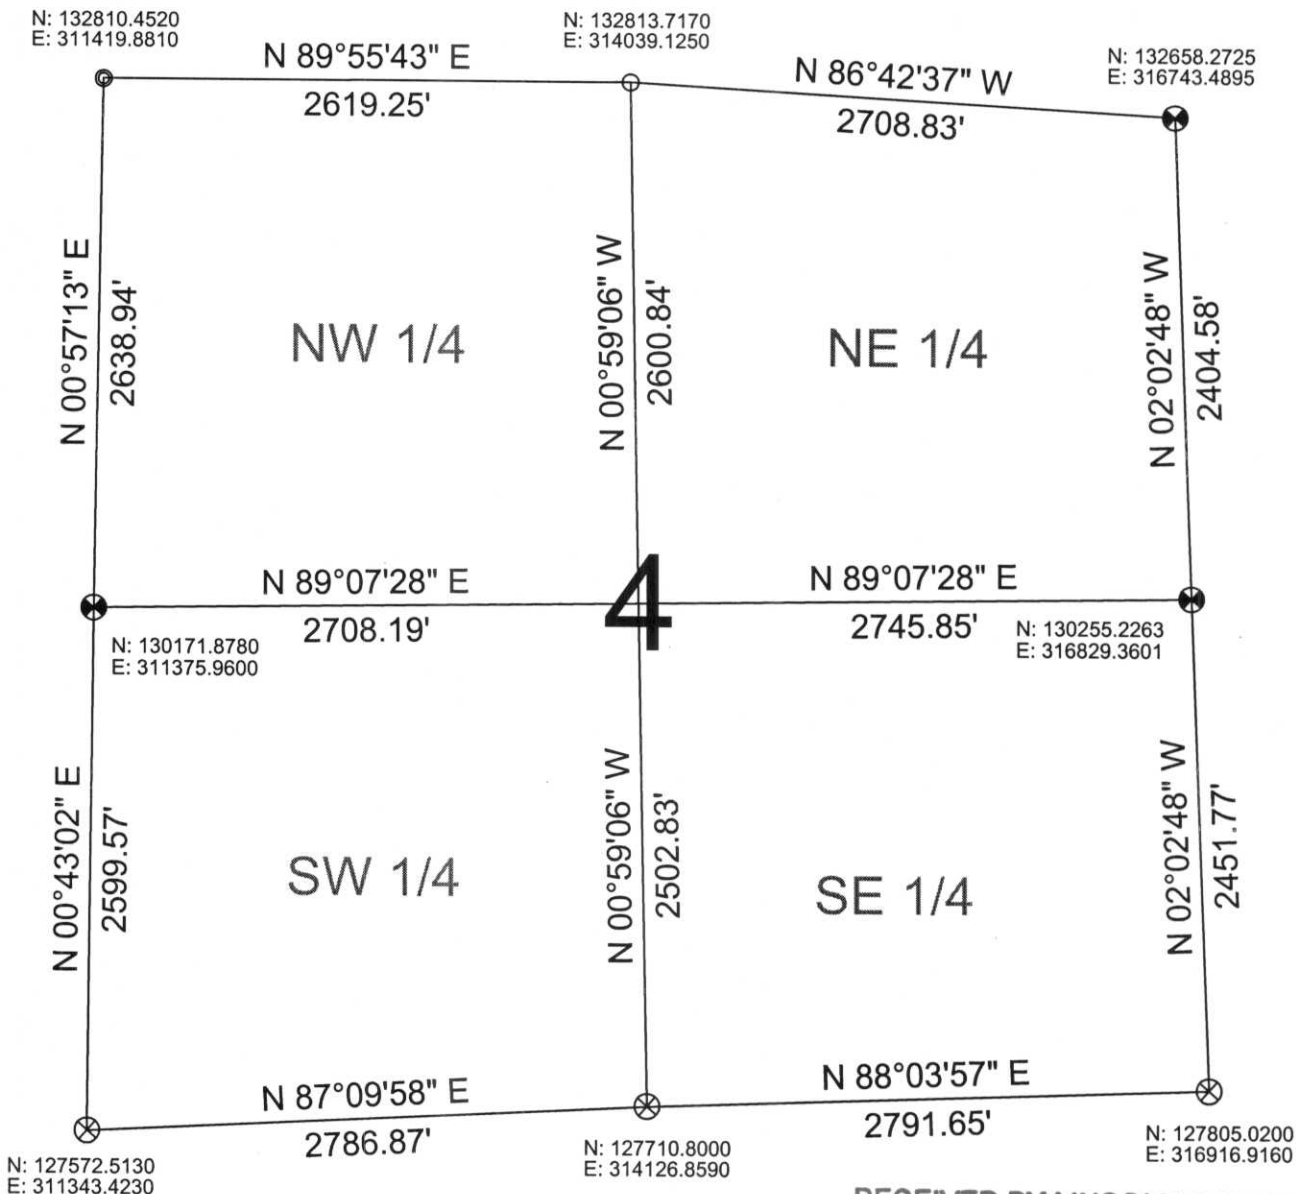 N: 132810.4520
E: 311419.8810
N: 132813.7170
E: 314039.1250
N: 132658.2725
E: 316743.4895
N 89°55'43" E
2619.25'
N 86°42'37" W
2708.83'
N 00°57'13" E
2638.94'
NW 1/4
N 00°59'06" W
2600.84'
NE 1/4
N 02°02'48" W
2404.58'
4
N 89°07'28" E
2708.19'
N 89°07'28" E
2745.85'
N: 130171.8780
E: 311375.9600
N: 130255.2263
E: 316829.3601
N 00°43'02" E
2599.57'
SW 1/4
N 00°59'06" W
2502.83'
SE 1/4
N 02°02'48" W
2451.77'
N 87°09'58" E
2786.87'
N 88°03'57" E
2791.65'
N: 127572.5130
E: 311343.4230
N: 127710.8000
E: 314126.8590
N: 127805.0200
E: 316916.9160